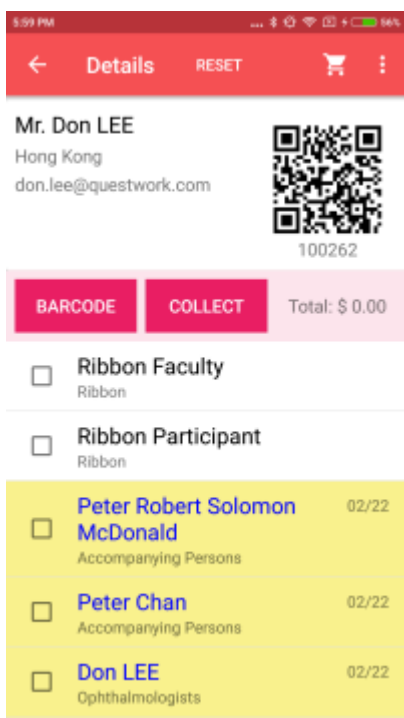 5:59 PM ... 56%
Details RESET
Mr. Don LEE
Hong Kong
don.lee@questwork.com
100262
BARCODE COLLECT Total: $ 0.00
Ribbon Faculty
Ribbon
Ribbon Participant
Ribbon
Peter Robert Solomon 02/22
McDonald
Accompanying Persons
Peter Chan 02/22
Accompanying Persons
Don LEE 02/22
Ophthalmologists